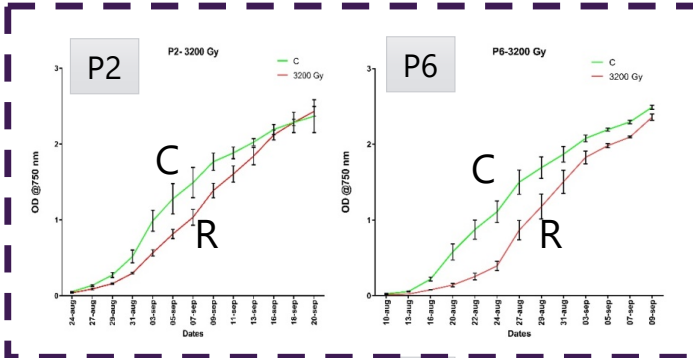 P2
P2- 3200 Gy
C
3200 Gy
OD @750 nm
3
2
1
0
C
R
24-aug
27-aug
29-aug
31-aug
03-sep
05-sep
07-sep
09-sep
11-sep
13-sep
16-sep
18-sep
20-sep
Dates
P6
P6-3200 Gy
C
3200 Gy
OD @750 nm
3
2
1
0
C
R
10-aug
13-aug
16-aug
20-aug
22-aug
24-aug
27-aug
29-aug
31-aug
03-sep
05-sep
07-sep
09-sep
Dates